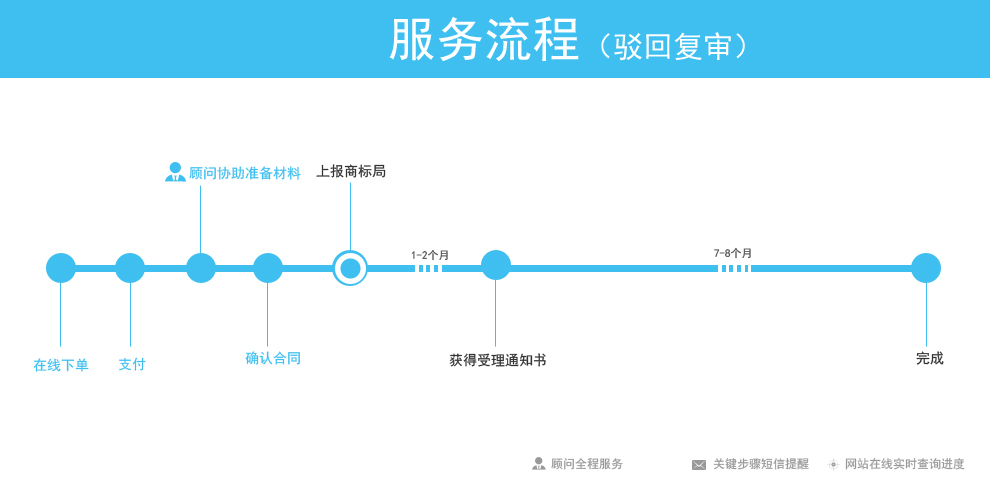 服务流程（驳回复审）
顾问协助准备材料
上报商标局
1-2个月
7-8个月
在线下单
支付
确认合同
获得受理通知书
完成
顾问全程服务
关键步骤短信提醒
网站在线实时查询进度